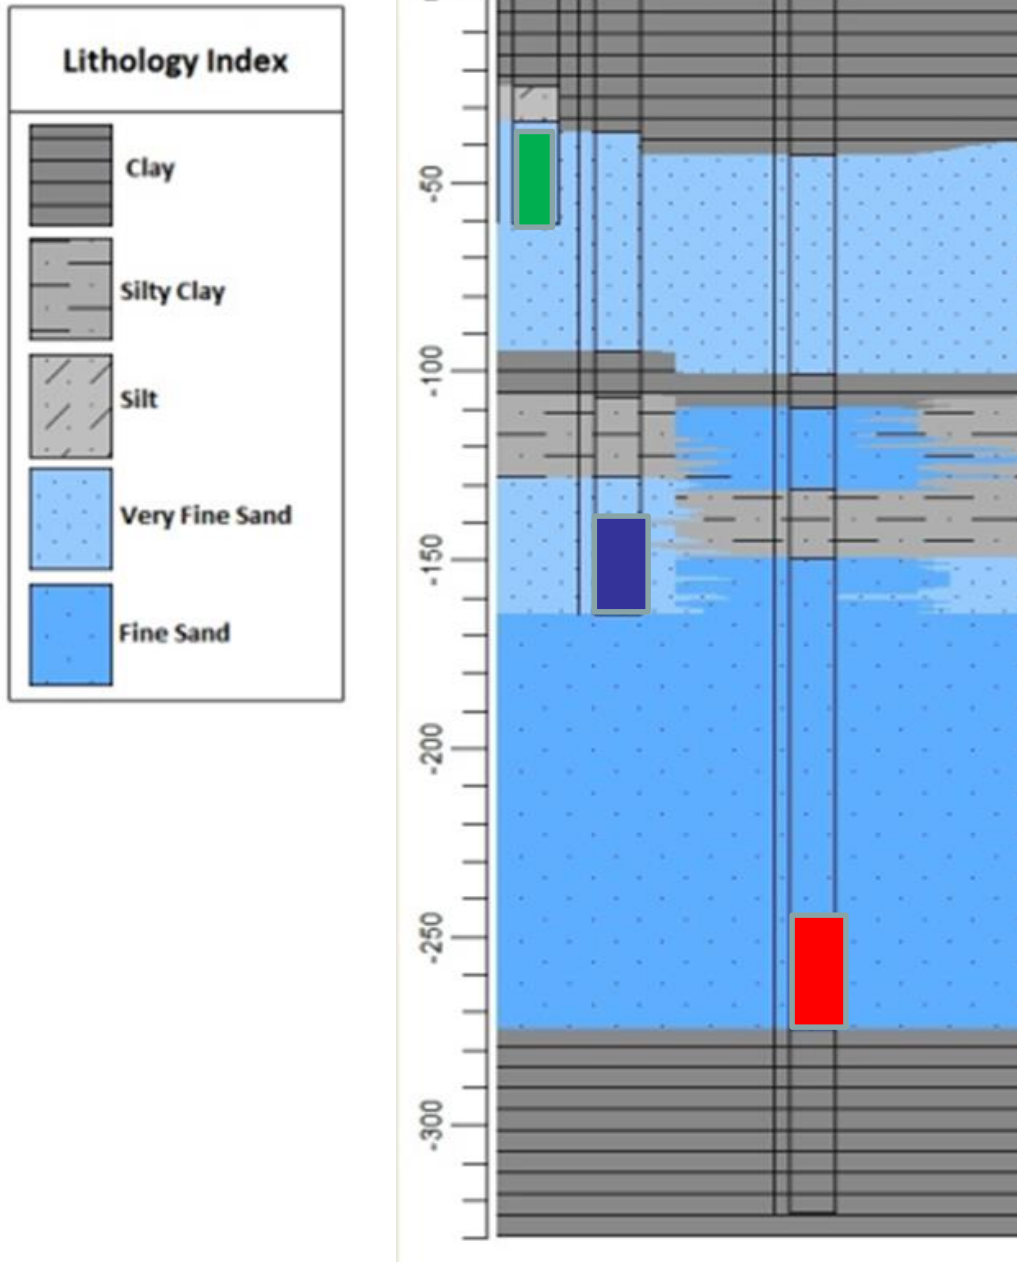 Lithology Index
Clay
Silty Clay
Silt
Very Fine Sand
Fine Sand
-50
-100
-150
-200
-250
-300